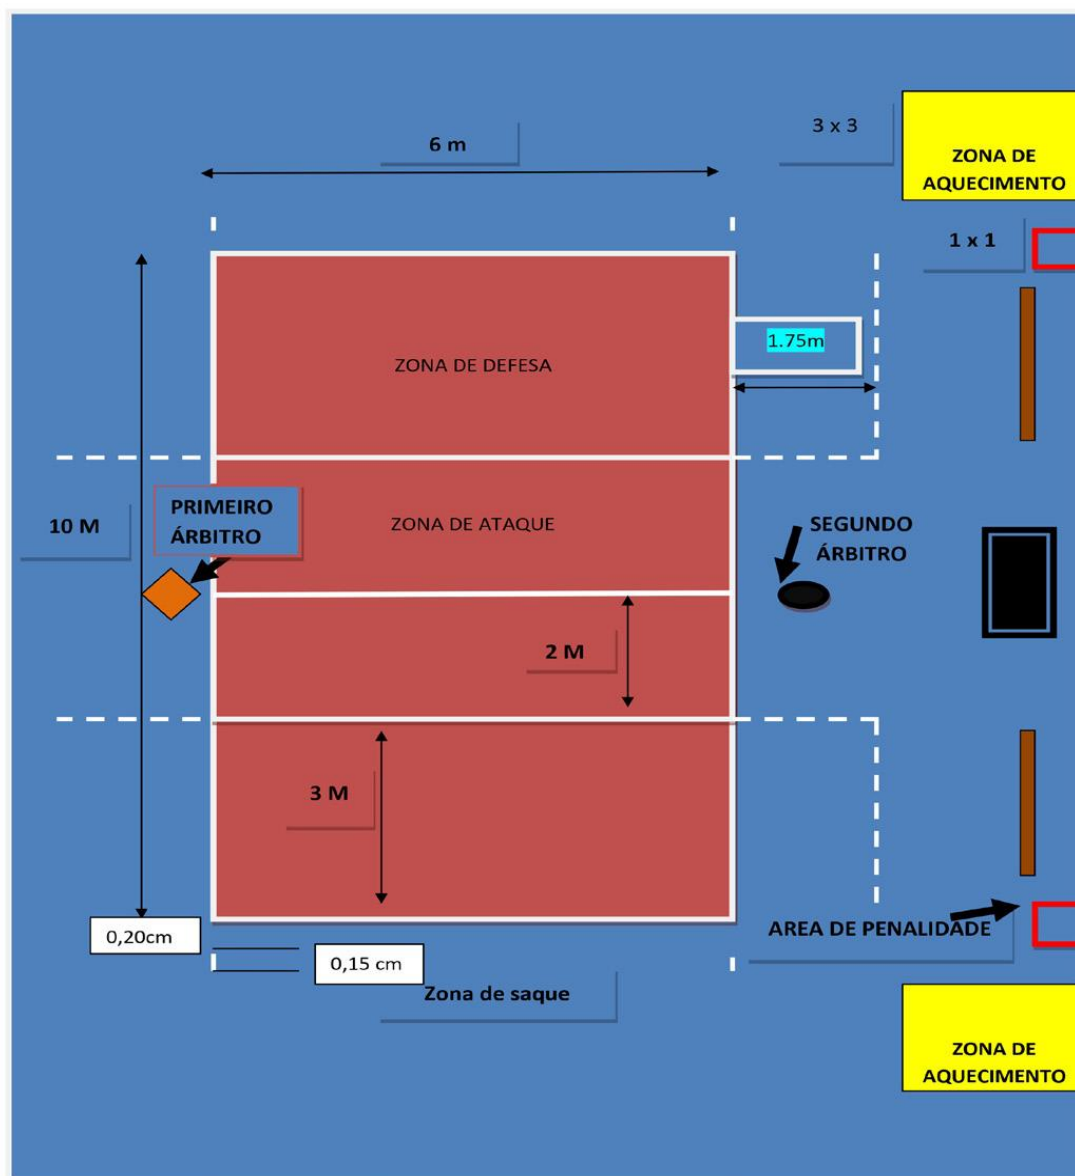 3 x 3
6 m
ZONA DE
AQUECIMENTO
1 x 1
1.75m
ZONA DE DEFESA
PRIMEIRO
ÁRBITRO
10 M
ZONA DE ATAQUE
SEGUNDO
ÁRBITRO
2 M
3 M
AREA DE PENALIDADE
0,20cm
0,15 cm
Zona de saque
ZONA DE
AQUECIMENTO